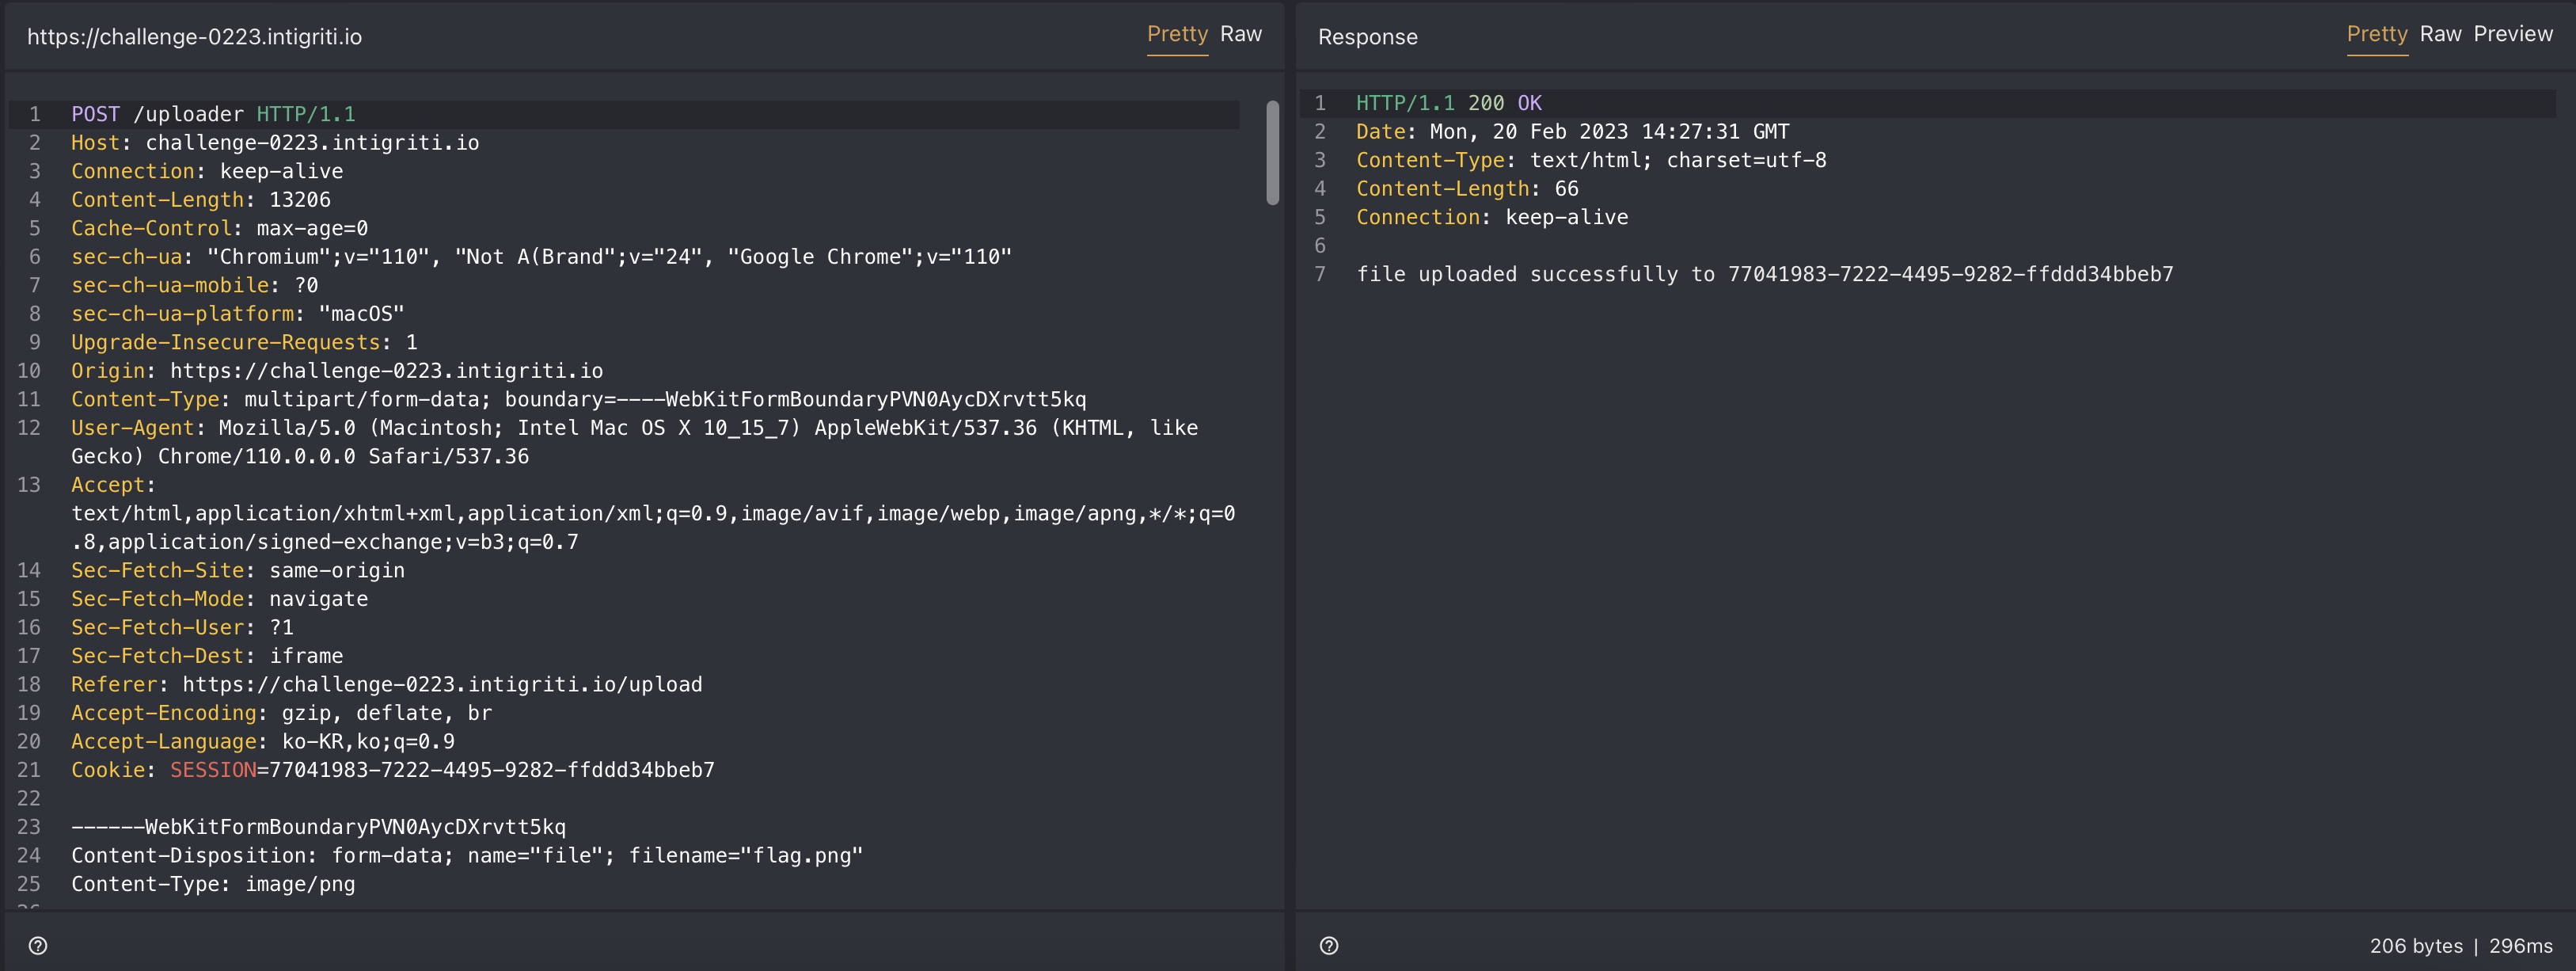 https://challenge-0223.intigriti.io
Pretty Raw
1 POST /uploader HTTP/1.1
2 Host: challenge-0223.intigriti.io
3 Connection: keep-alive
4 Content-Length: 13206
5 Cache-Control: max-age=0
6 sec-ch-ua: "Chromium";v="110", "Not A(Brand";v="24", "Google Chrome";v="110"
7 sec-ch-ua-mobile: ?0
8 sec-ch-ua-platform: "macOS"
9 Upgrade-Insecure-Requests: 1
10 Origin: https://challenge-0223.intigriti.io
11 Content-Type: multipart/form-data; boundary=----WebKitFormBoundaryPVN0AycDXrvtt5kq
12 User-Agent: Mozilla/5.0 (Macintosh; Intel Mac OS X 10_15_7) AppleWebKit/537.36 (KHTML, like
Gecko) Chrome/110.0.0.0 Safari/537.36
13 Accept:
text/html,application/xhtml+xml,application/xml;q=0.9,image/avif,image/webp,image/apng,*/*;q=0
.8,application/signed-exchange;v=b3;q=0.7
14 Sec-Fetch-Site: same-origin
15 Sec-Fetch-Mode: navigate
16 Sec-Fetch-User: ?1
17 Sec-Fetch-Dest: iframe
18 Referer: https://challenge-0223.intigriti.io/upload
19 Accept-Encoding: gzip, deflate, br
20 Accept-Language: ko-KR,ko;q=0.9
21 Cookie: SESSION=77041983-7222-4495-9282-ffddd34bbeb7
22
23 ------WebKitFormBoundaryPVN0AycDXrvtt5kq
24 Content-Disposition: form-data; name="file"; filename="flag.png"
25 Content-Type: image/png
Response
Pretty Raw Preview
1 HTTP/1.1 200 OK
2 Date: Mon, 20 Feb 2023 14:27:31 GMT
3 Content-Type: text/html; charset=utf-8
4 Content-Length: 66
5 Connection: keep-alive
6
7 file uploaded successfully to 77041983-7222-4495-9282-ffddd34bbeb7
206 bytes | 296ms